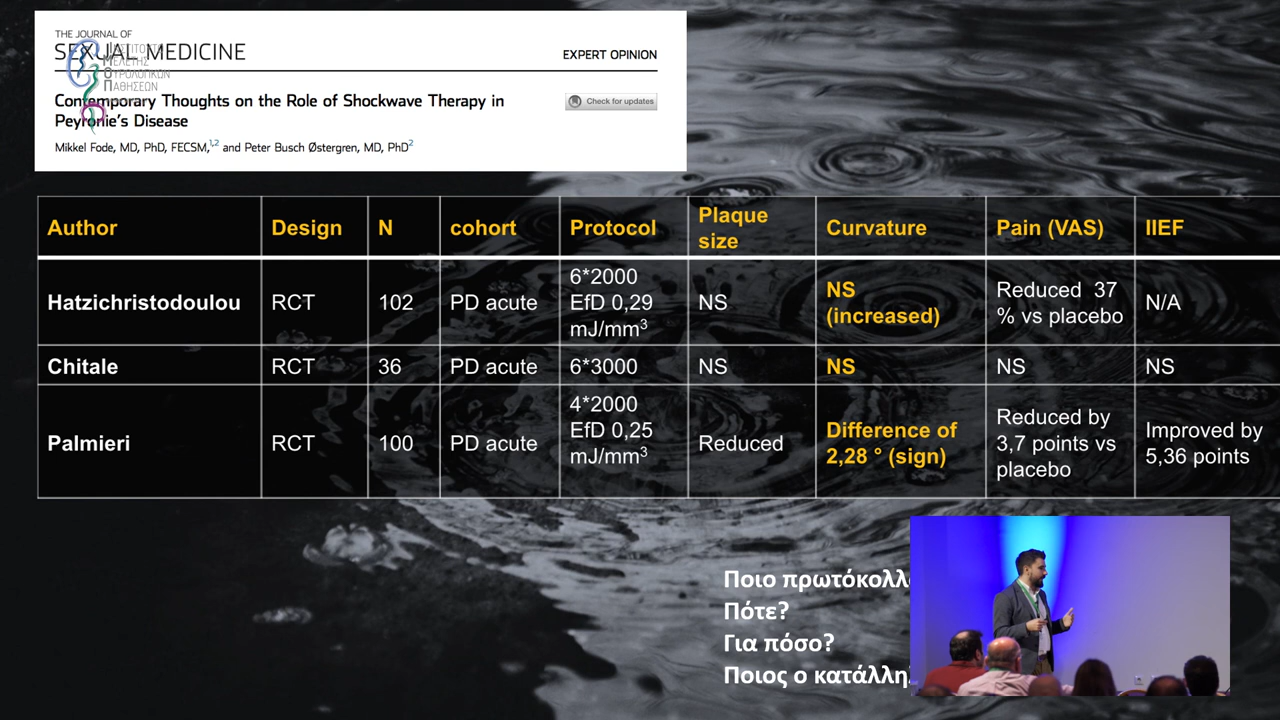 THE JOURNAL OF
SEXUAL MEDICINE
EXPERT OPINION
ΙΝΣΤΙΤΟΥΤΟ
ΜΕΛΕΤΗΣ
ΟΥΡΟΛΟΓΙΚΩΝ
ΠΑΘΗΣΕΩΝ
Contemporary Thoughts on the Role of Shockwave Therapy in
Peyronie's Disease
Check for updates
Mikkel Fode, MD, PhD, FECSM,1,2 and Peter Busch Østergren, MD, PhD2
Author Design N cohort Protocol Plaque size Curvature Pain (VAS) IIEF
Hatzichristodoulou RCT 102 PD acute 6*2000 EfD 0,29 mJ/mm³ NS NS (increased) Reduced 37 % vs placebo N/A
Chitale RCT 36 PD acute 6*3000 NS NS NS NS
Palmieri RCT 100 PD acute 4*2000 EfD 0,25 mJ/mm³ Reduced Difference of 2,28 ° (sign) Reduced by 3,7 points vs placebo Improved by 5,36 points
Ποιο
Πότε?
Για πόσο?
Ποιος ο